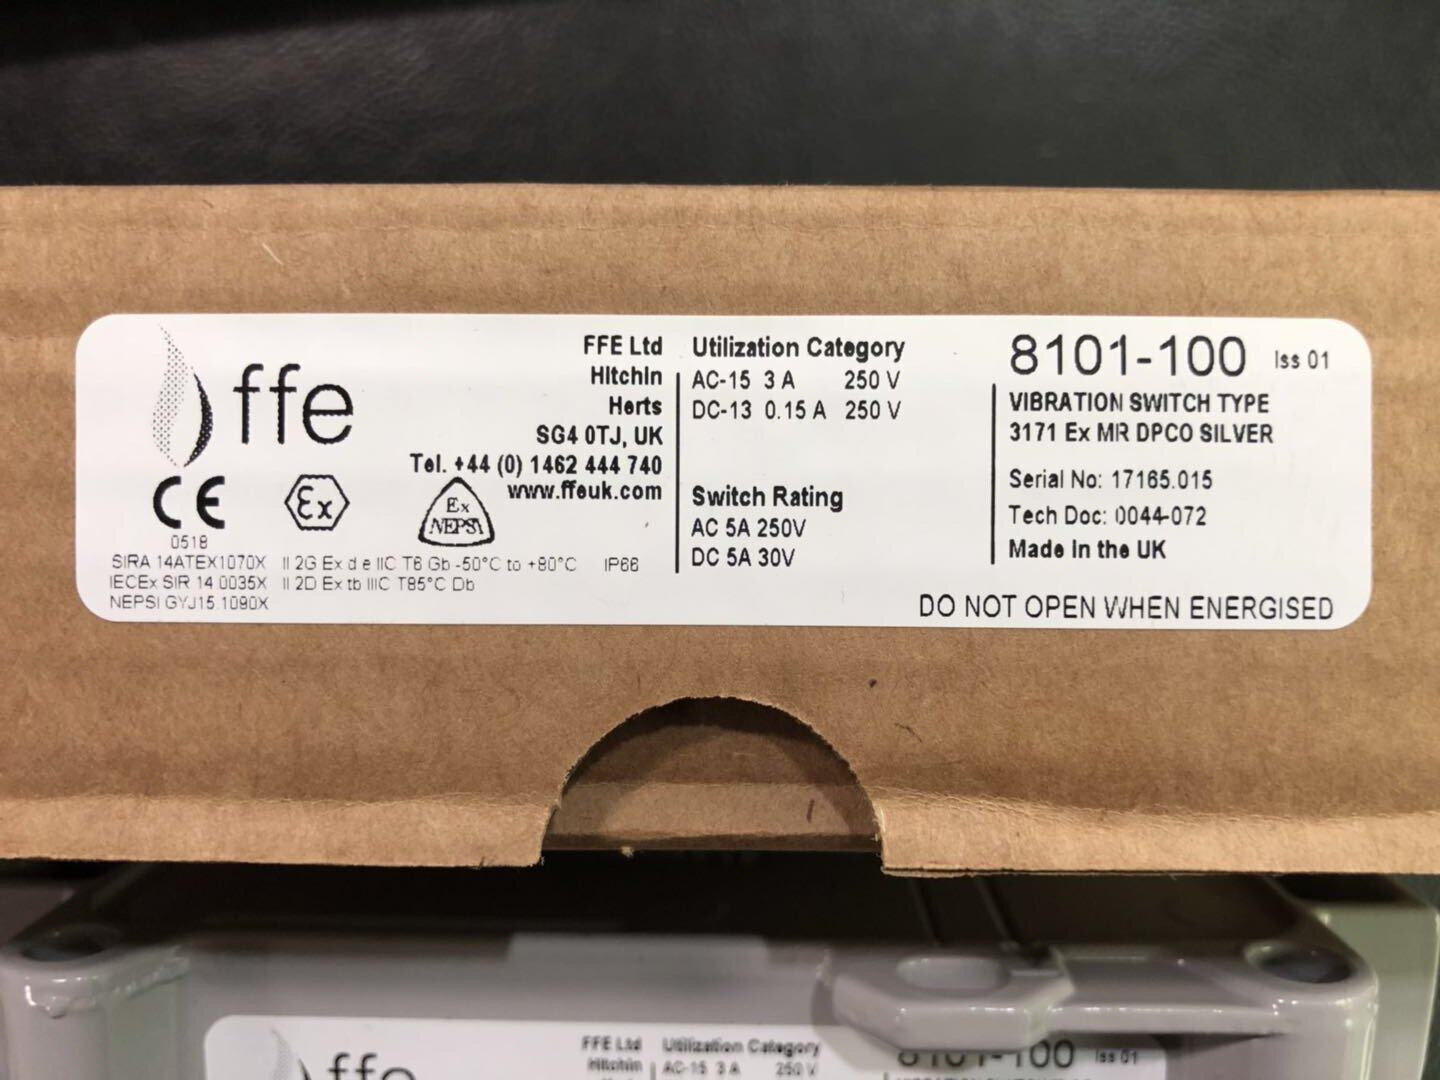 ffe
FFE Ltd
Hitchin
Herts
SG4 0TJ, UK
Tel. +44 (0) 1462 444 740
www.ffeuk.com
CE
0518
Ex
Ex
NEPSI
SIRA 14ATEX1070X II 2G Ex d e IIC T6 Gb -50°C to +80°C IP66
IECEx SIR 14.0035X II 2D Ex tb IIIC T85°C Db
NEPSI GYJ15.1090X
Utilization Category
AC-15 3 A 250 V
DC-13 0.15 A 250 V
Switch Rating
AC 5A 250V
DC 5A 30V
8101-100 Iss 01
VIBRATION SWITCH TYPE
3171 Ex MR DPCO SILVER
Serial No: 17165.015
Tech Doc: 0044-072
Made in the UK
DO NOT OPEN WHEN ENERGISED
ffe
FFE Ltd
Hitchin
Utilization Category
AC-15 3 A 250 V
8101-100 Iss 01